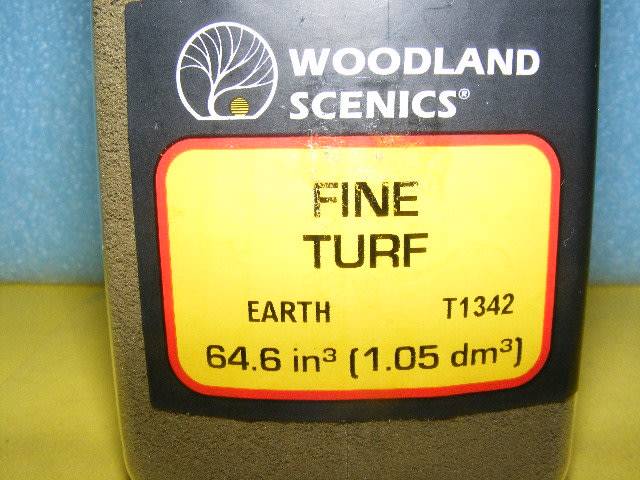 WOODLAND
SCENICS®
FINE
TURF
EARTH T1342
64.6 in³ (1.05 dm³)